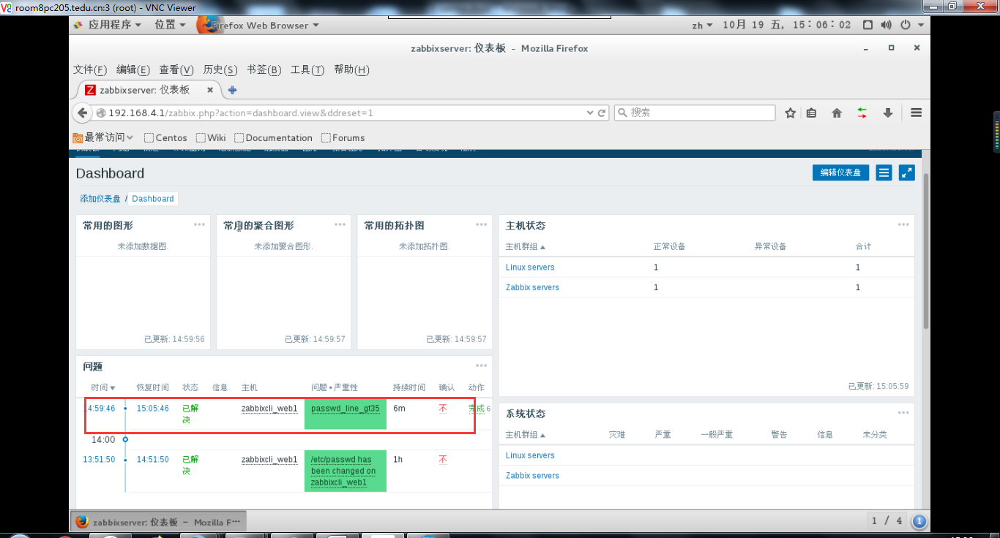 room8pc205.tedu.cn:3 (root) - VNC Viewer
应用程序 位置 Firefox Web Browser zh 10月 19 五, 15:06:02
zabbixserver: 仪表板 - Mozilla Firefox
文件(F) 编辑(E) 查看(V) 历史(S) 书签(B) 工具(T) 帮助(H)
zabbixserver: 仪表板
192.168.4.1/zabbix.php?action=dashboard.view&ddreset=1 搜索
最常访问 Centos Wiki Documentation Forums
Dashboard 编辑仪表盘
添加仪表盘 / Dashboard
常用的图形
未添加数据图.
已更新: 14:59:56
常用的聚合图形
未添加聚合图形.
已更新: 14:59:57
常用的拓扑图
未添加拓扑图.
已更新: 14:59:57
主机状态
主机群组 正常设备 异常设备 合计
Linux servers 1 1
Zabbix servers 1 1
已更新: 15:05:59
问题
时间 恢复时间 状态 信息 主机 问题 • 严重性 持续时间 确认 动作
14:59:46 15:05:46 已解决 zabbixcli_web1 passwd_line_gt35 6m 不 完成 6
14:00
13:51:50 14:51:50 已解决 zabbixcli_web1 /etc/passwd has 1h 不
been changed on
zabbixcli_web1
系统状态
主机群组 灾难 严重 一般严重 警告 信息 未分类
Linux servers
Zabbix servers
zabbixserver: 仪表板 - Mozilla F… 1 / 4 1